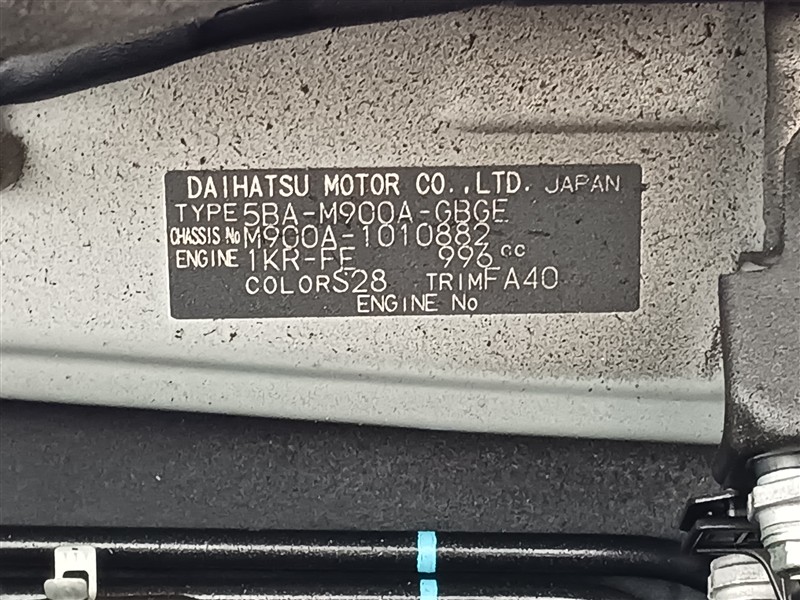 DAIHATSU MOTOR CO.,LTD. JAPAN
TYPE 5BA-M900A-GBGE
CHASSIS No M900A-1010882
ENGINE 1KR-FE 996 cc
COLOR S28 TRIM FA40
ENGINE No